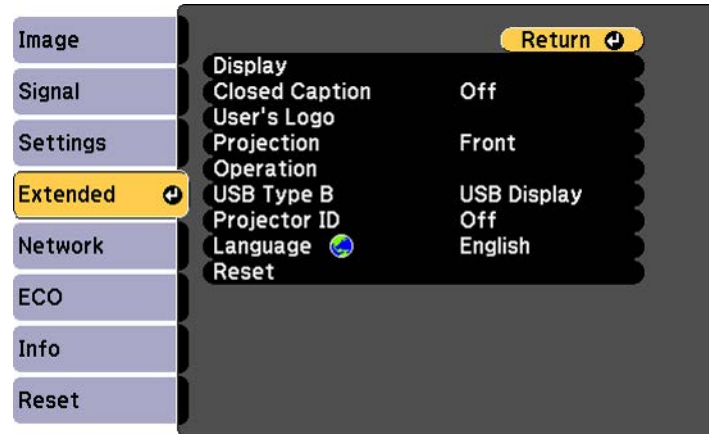 Image
Signal
Settings
Extended
Network
ECO
Info
Reset
Return
Display
Closed Caption Off
User's Logo
Projection Front
Operation
USB Type B USB Display
Projector ID Off
Language English
Reset